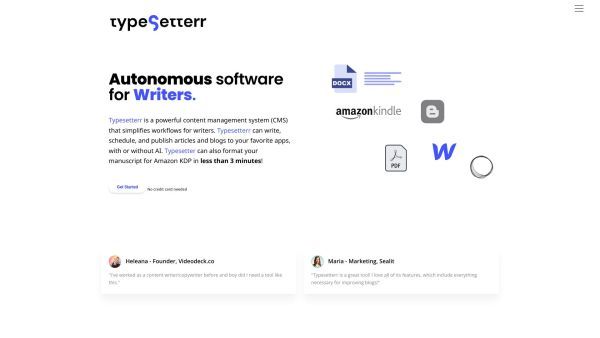 typeSetterr
Autonomous software
for Writers.
Typesetterr is a powerful content management system (CMS)
that simplifies workflows for writers. Typesetterr can write,
schedule, and publish articles and blogs to your favorite apps,
with or without AI. Typesetter can also format your
manuscript for Amazon KDP in less than 3 minutes!
Get Started
No credit card needed
DOCX
amazonkindle
PDF
W
Heleana - Founder, Videodeck.co
"I've worked as a content writer/copywriter before and boy did I need a tool like
this."
Maria - Marketing, Sealit
"Typesetterr is a great tool! I love all of its features, which include everything
necessary for improving blogs!"